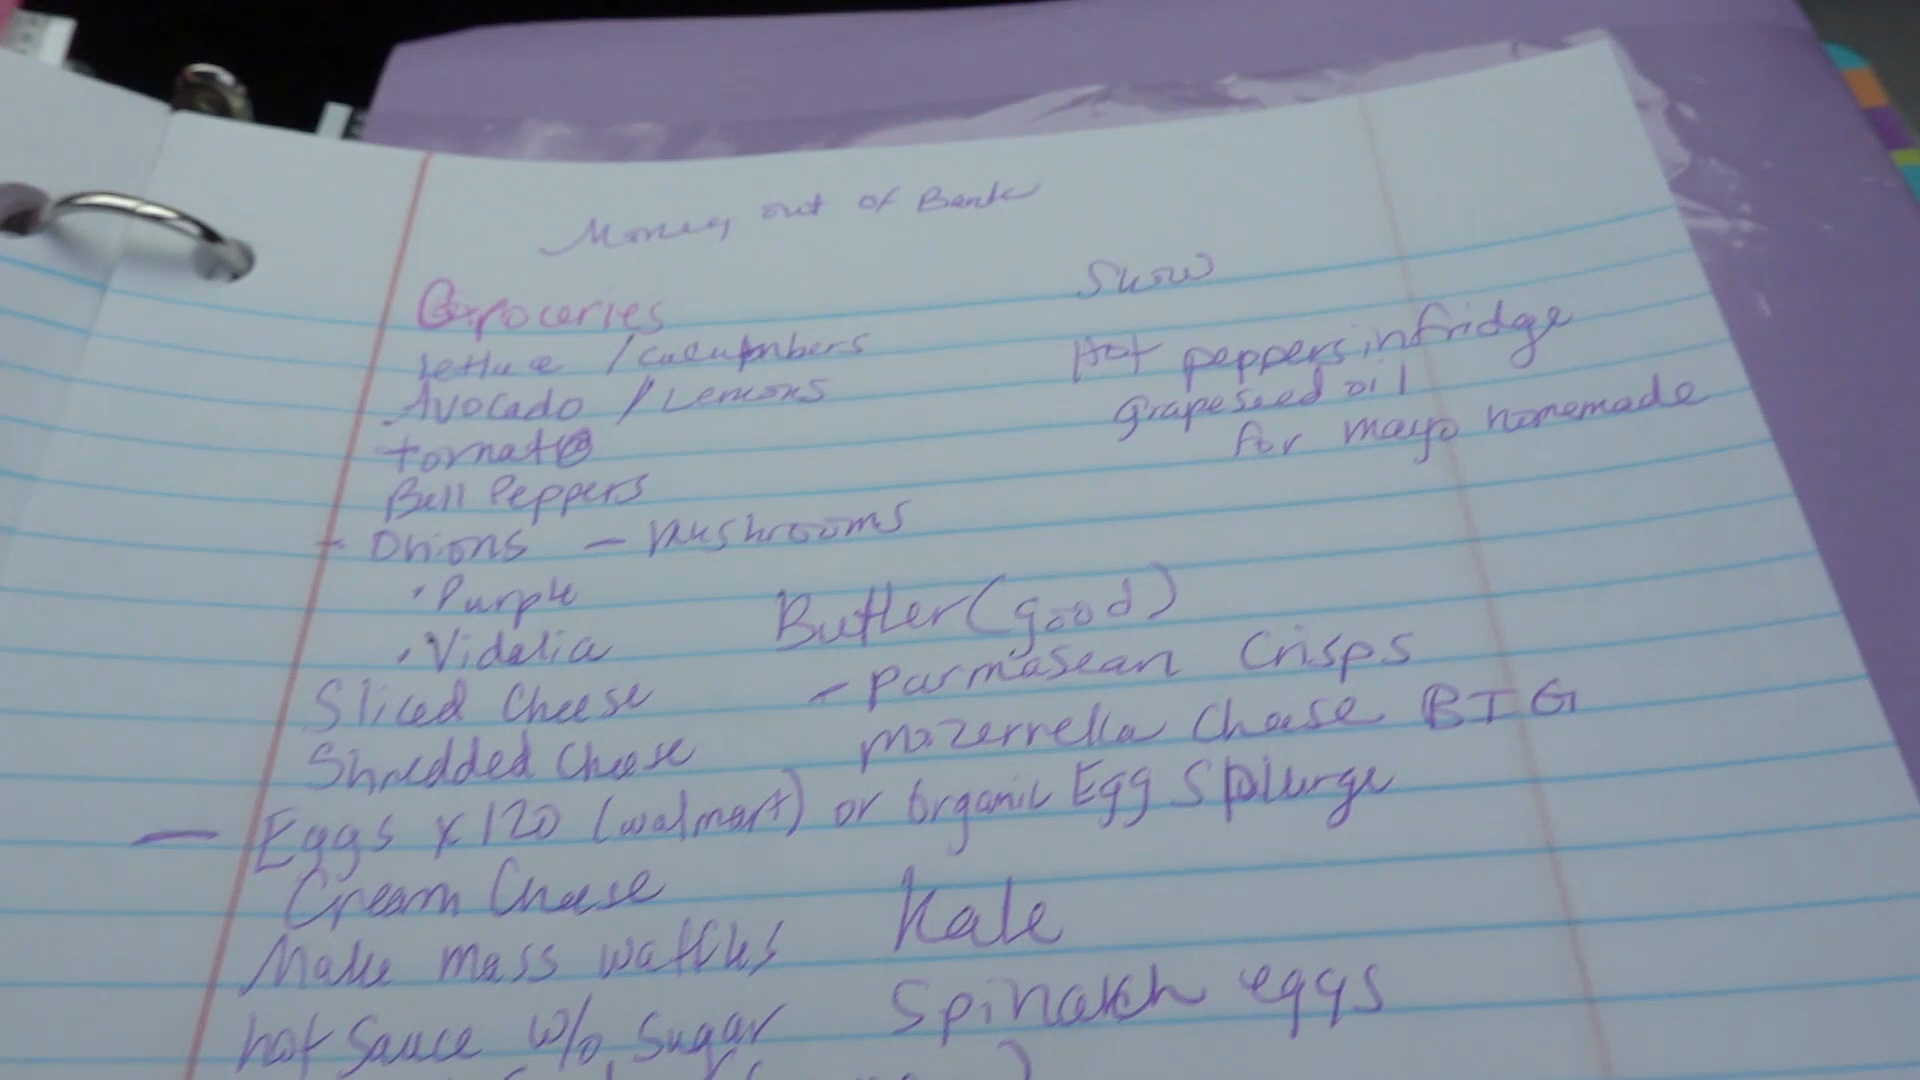 Money out of Bank
Groceries
Show
Lettuce / Cucumbers
Hot peppers in fridge
Avocado / Lemons
grapeseed oil
for mayo homemade
tomato
Bell Peppers
+ Onions - mushrooms
• Purple
Butter (good)
• Vidalia
- Parmasean Crisps
Sliced Cheese
mozerrella Cheese BIG
Shredded Cheese
— Eggs x 120 (walmart) or organic Egg Splurge
Cream Cheese
Kale
Make mass waffles
Spinakch eggs
hot Sauce w/o Sugar